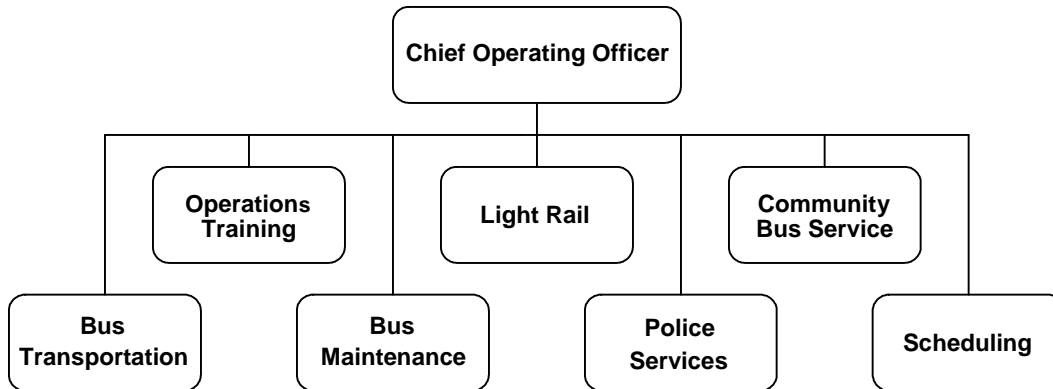 Chief Operating Officer
Operations
Training
Light Rail
Community
Bus Service
Bus
Transportation
Bus
Maintenance
Police
Services
Scheduling